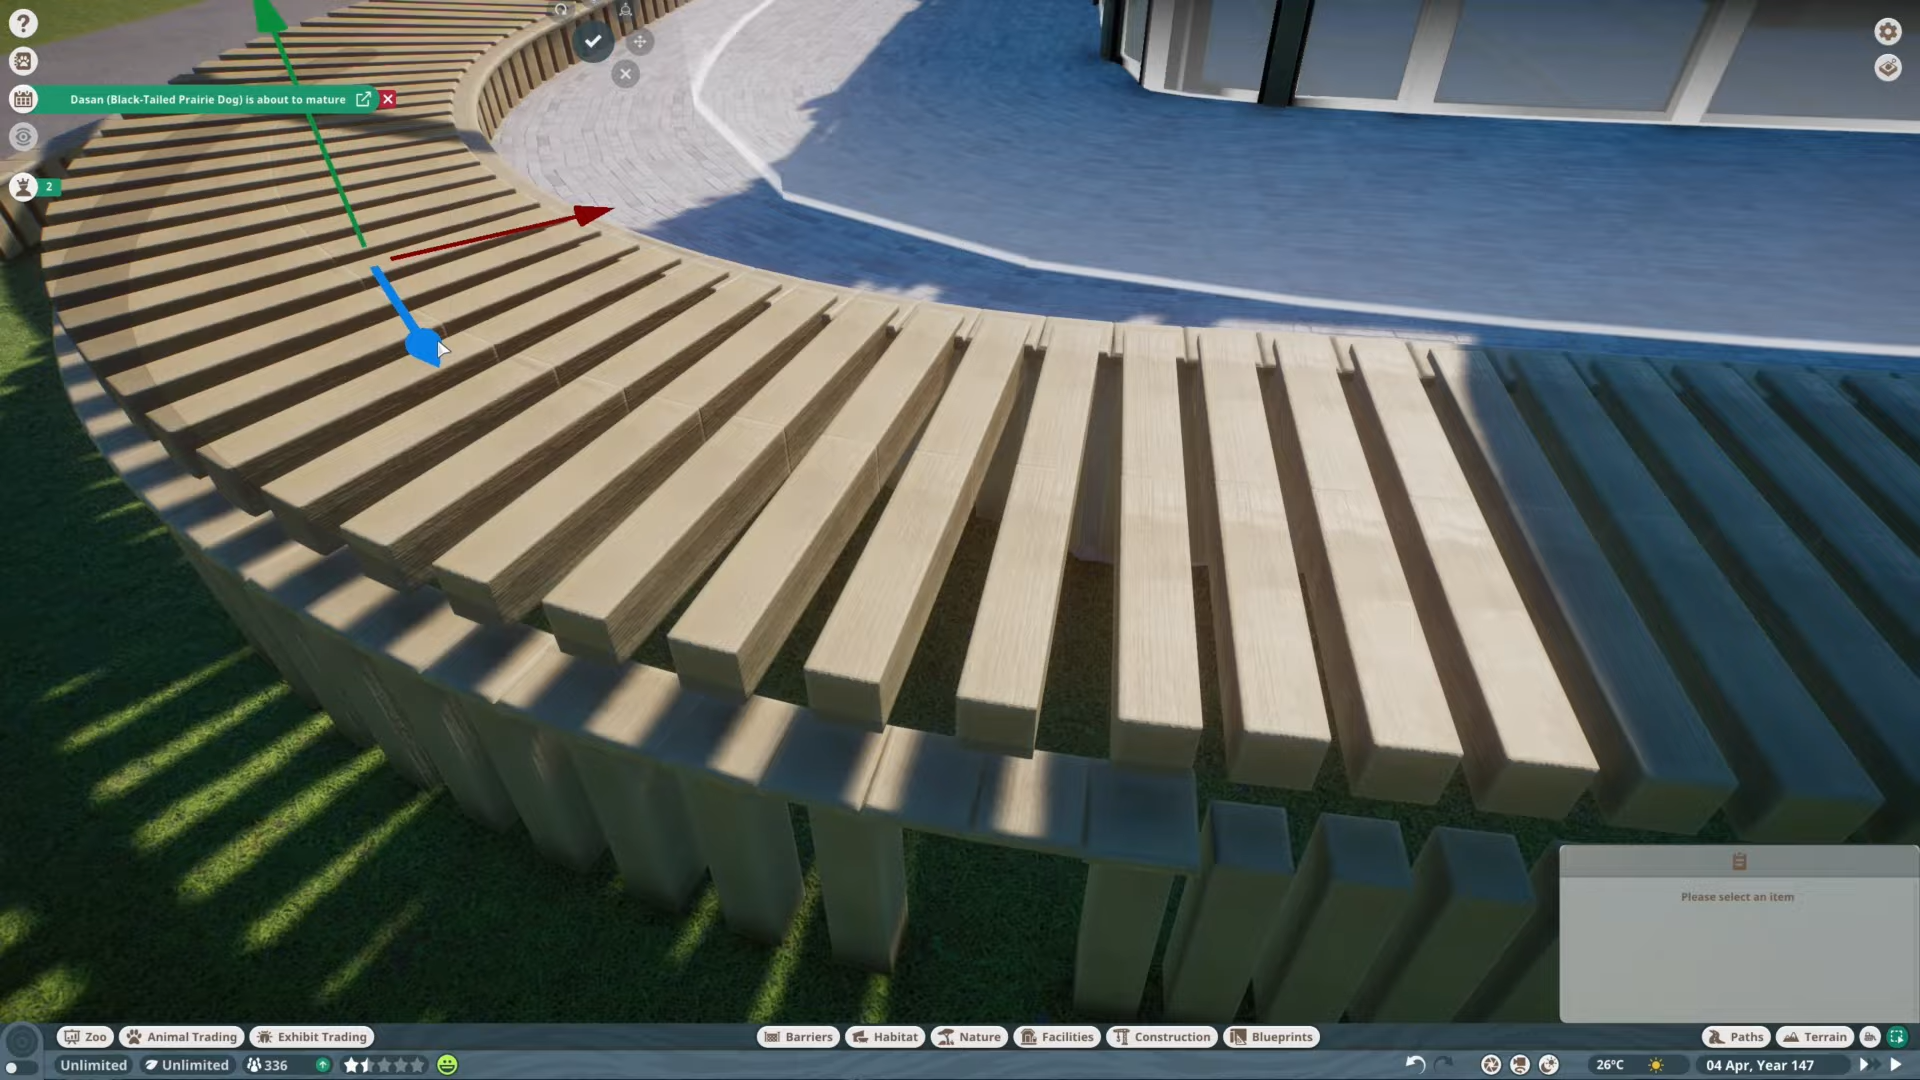 ?
Dasan (Black-Tailed Prairie Dog) is about to mature
2
Please select an item
Zoo
Animal Trading
Exhibit Trading
Barriers
Habitat
Nature
Facilities
Construction
Blueprints
Paths
Terrain
Unlimited
Unlimited
336
26°C
04 Apr, Year 147